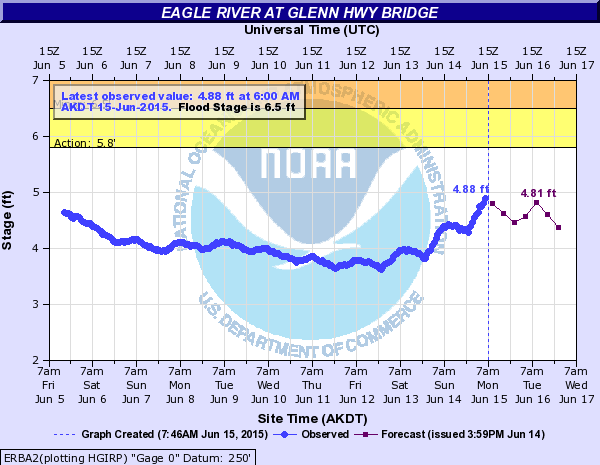 EAGLE RIVER AT GLENN HWY BRIDGE
Universal Time (UTC)
15Z 15Z 15Z 15Z 15Z 15Z 15Z 15Z 15Z 15Z 15Z 15Z 15Z
Jun 5 Jun 6 Jun 7 Jun 8 Jun 9 Jun 10 Jun 11 Jun 12 Jun 13 Jun 14 Jun 15 Jun 16 Jun 17
7
Latest observed value: 4.88 ft at 6:00 AM
AKDT 15-Jun-2015. Flood Stage is 6.5 ft
6
Action: 5.8'
NOAA
NATIONAL OCEANIC AND ATMOSPHERIC ADMINISTRATION
U.S. DEPARTMENT OF COMMERCE
4.88 ft
4.81 ft
5
Stage (ft)
4
3
2
7am 7am 7am 7am 7am 7am 7am 7am 7am 7am 7am 7am 7am
Fri Sat Sun Mon Tue Wed Thu Fri Sat Sun Mon Tue Wed
Jun 5 Jun 6 Jun 7 Jun 8 Jun 9 Jun 10 Jun 11 Jun 12 Jun 13 Jun 14 Jun 15 Jun 16 Jun 17
Site Time (AKDT)
Graph Created (7:46AM Jun 15, 2015) Observed Forecast (issued 3:59PM Jun 14)
ERBA2(plotting HGIRP) "Gage 0" Datum: 250'